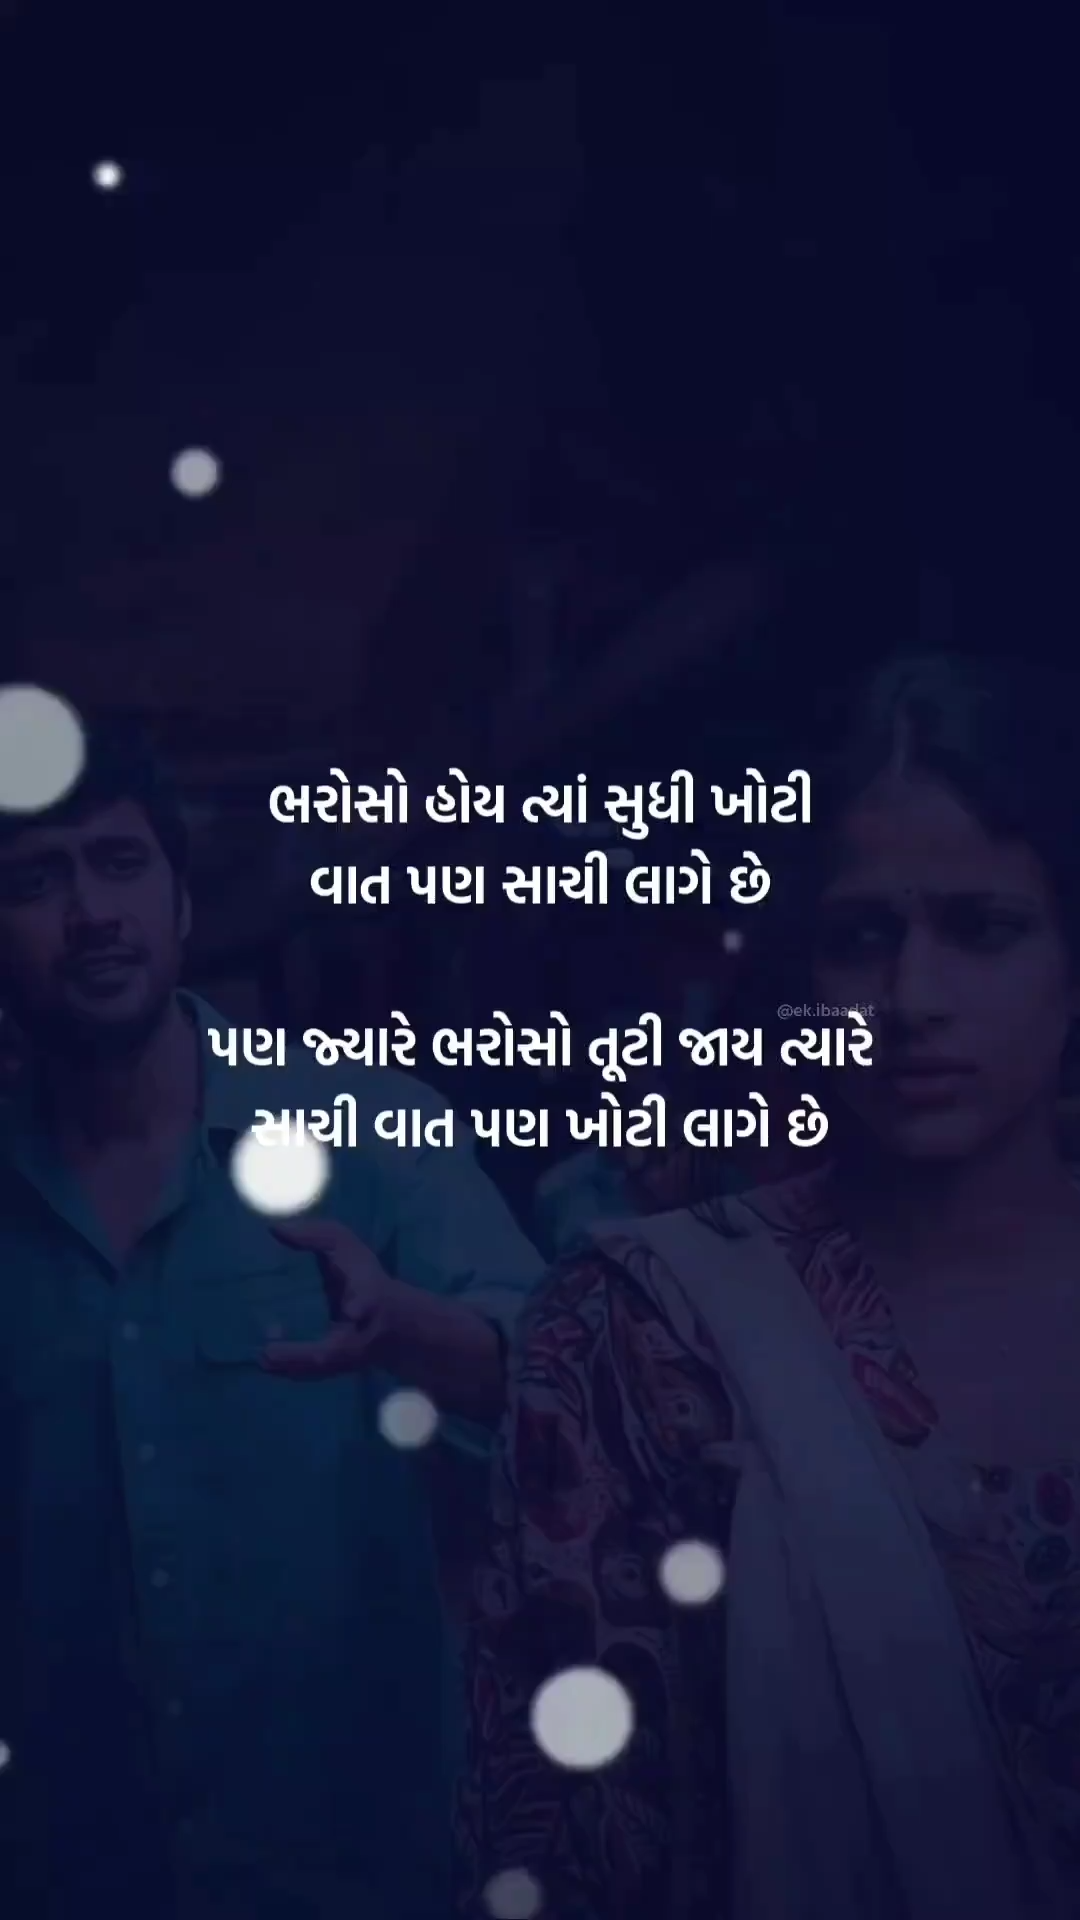 ભરોસો હોય ત્યાં સુધી ખોટી
વાત પણ સાચી લાગે છે
@ek.ibaadat
પણ જ્યારે ભરોસો તૂટી જાય ત્યારે
સાચી વાત પણ ખોટી લાગે છે